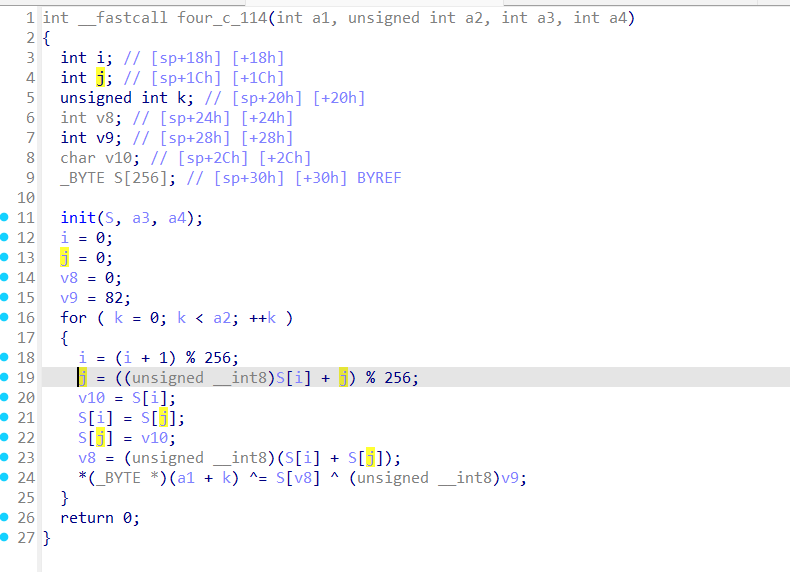 1 int __fastcall four_c_114(int a1, unsigned int a2, int a3, int a4)
2 {
3   int i; // [sp+18h] [+18h]
4   int j; // [sp+1Ch] [+1Ch]
5   unsigned int k; // [sp+20h] [+20h]
6   int v8; // [sp+24h] [+24h]
7   int v9; // [sp+28h] [+28h]
8   char v10; // [sp+2Ch] [+2Ch]
9   _BYTE S[256]; // [sp+30h] [+30h] BYREF
10
11   init(S, a3, a4);
12   i = 0;
13   j = 0;
14   v8 = 0;
15   v9 = 82;
16   for ( k = 0; k < a2; ++k )
17   {
18     i = (i + 1) % 256;
19     j = ((unsigned __int8)S[i] + j) % 256;
20     v10 = S[i];
21     S[i] = S[j];
22     S[j] = v10;
23     v8 = (unsigned __int8)(S[i] + S[j]);
24     *(_BYTE *)(a1 + k) ^= S[v8] ^ (unsigned __int8)v9;
25   }
26   return 0;
27 }